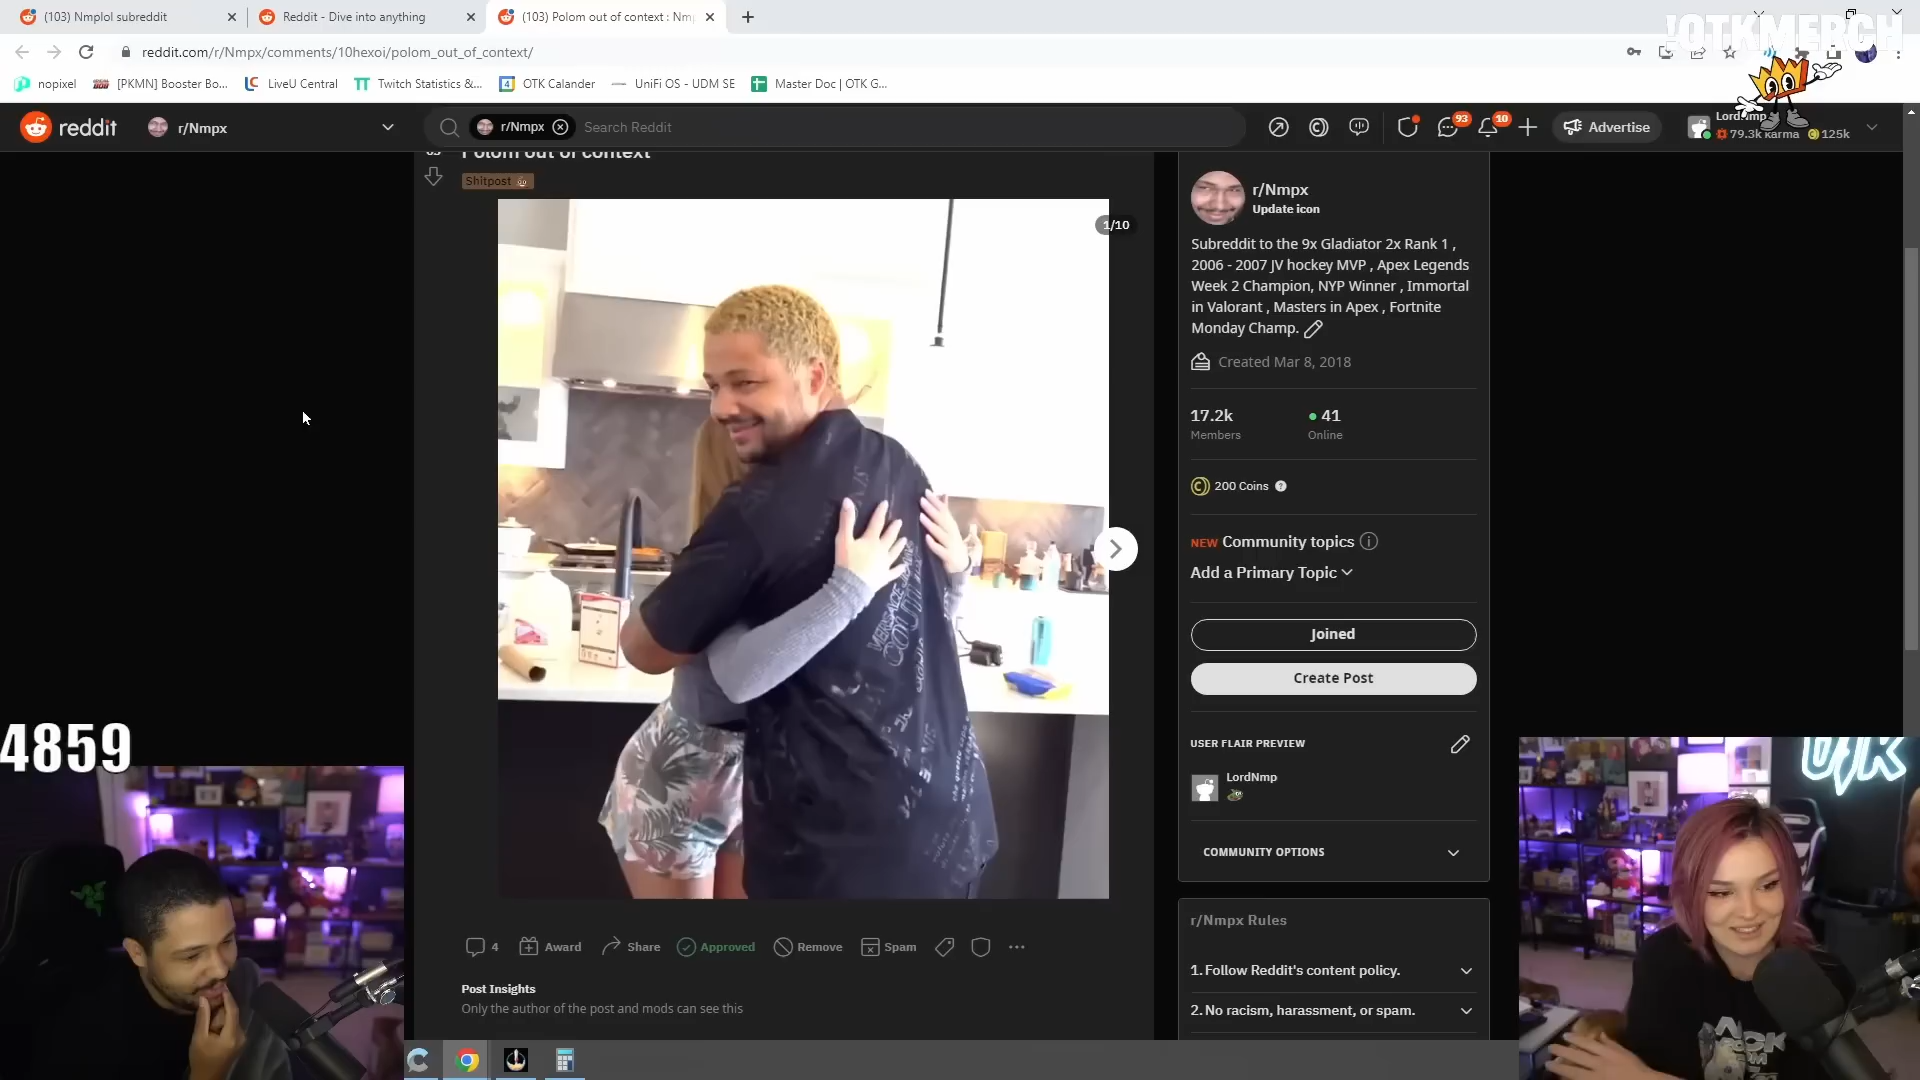 (103) Nmplol subreddit
Reddit - Dive into anything
(103) Polom out of context : Nm
reddit.com/r/Nmpx/comments/10hexoi/polom_out_of_context/
!OTKMERCH
nopixel
[PKMN] Booster Bo...
LiveU Central
Twitch Statistics &...
OTK Calander
UniFi OS - UDM SE
Master Doc | OTK G...
reddit
r/Nmpx
r/Nmpx
Search Reddit
93
10
Advertise
79.3k karma
125k
Polom out of context
Shitpost
1/10
r/Nmpx
Update icon
Subreddit to the 9x Gladiator 2x Rank 1 ,
2006 - 2007 JV hockey MVP , Apex Legends
Week 2 Champion, NYP Winner , Immortal
in Valorant , Masters in Apex , Fortnite
Monday Champ.
Created Mar 8, 2018
17.2k
41
Members
Online
200 Coins
NEW Community topics
Add a Primary Topic
Joined
Create Post
USER FLAIR PREVIEW
LordNmp
COMMUNITY OPTIONS
r/Nmpx Rules
1. Follow Reddit's content policy.
2. No racism, harassment, or spam.
4859
4
Award
Share
Approved
Remove
Spam
Post Insights
Only the author of the post and mods can see this